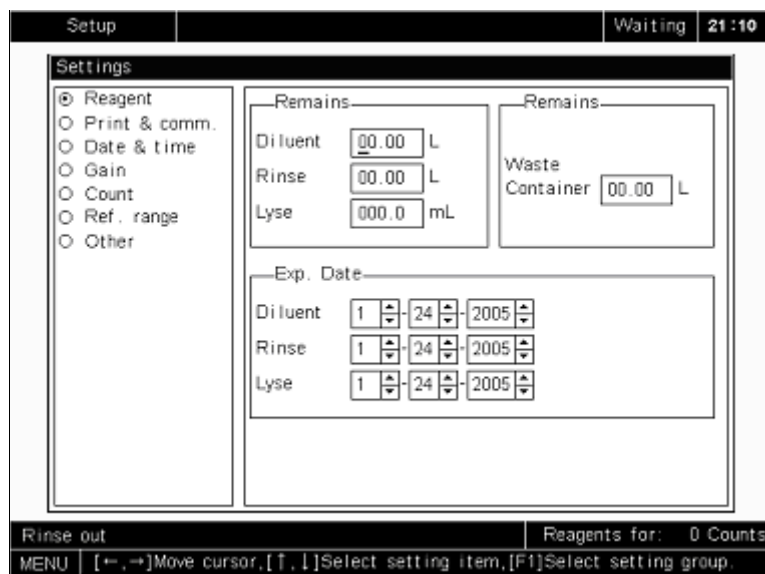 Setup Waiting 21:10
Settings
Reagent
Print & comm.
Date & time
Gain
Count
Ref. range
Other
Remains
Diluent 00.00 L
Rinse 00.00 L
Lyse 000.0 mL
Remains
Waste
Container 00.00 L
Exp. Date
Diluent 1 - 24 - 2005
Rinse 1 - 24 - 2005
Lyse 1 - 24 - 2005
Rinse out Reagents for: 0 Counts
MENU [←,→]Move cursor,[↑,↓]Select setting item,[F1]Select setting group.